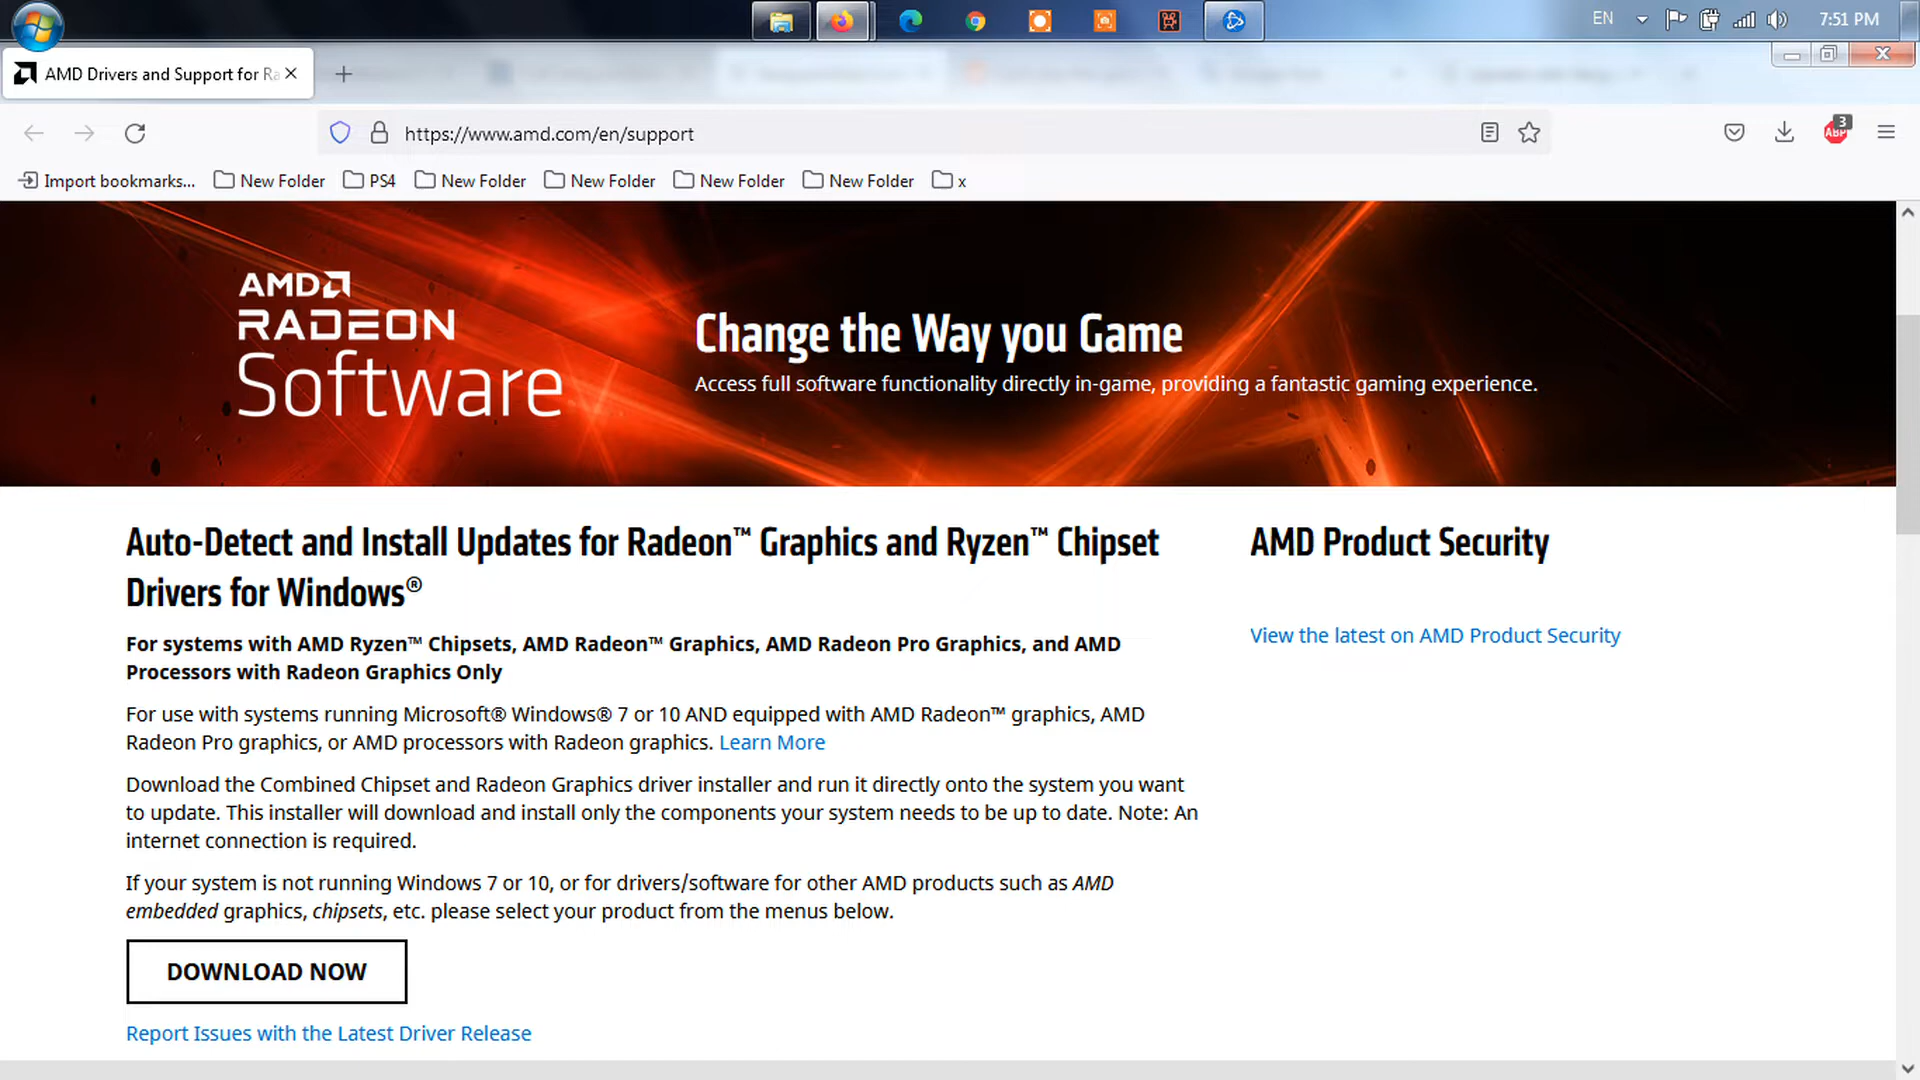 EN
7:51 PM
AMD Drivers and Support for Ra
https://www.amd.com/en/support
ABP
3
Import bookmarks...
New Folder
PS4
New Folder
New Folder
New Folder
New Folder
x
AMD
RADEON
Software
Change the Way you Game
Access full software functionality directly in-game, providing a fantastic gaming experience.
Auto-Detect and Install Updates for Radeon™ Graphics and Ryzen™ Chipset
Drivers for Windows®
For systems with AMD Ryzen™ Chipsets, AMD Radeon™ Graphics, AMD Radeon Pro Graphics, and AMD
Processors with Radeon Graphics Only
For use with systems running Microsoft® Windows® 7 or 10 AND equipped with AMD Radeon™ graphics, AMD
Radeon Pro graphics, or AMD processors with Radeon graphics. Learn More
Download the Combined Chipset and Radeon Graphics driver installer and run it directly onto the system you want
to update. This installer will download and install only the components your system needs to be up to date. Note: An
internet connection is required.
If your system is not running Windows 7 or 10, or for drivers/software for other AMD products such as AMD
embedded graphics, chipsets, etc. please select your product from the menus below.
DOWNLOAD NOW
Report Issues with the Latest Driver Release
AMD Product Security
View the latest on AMD Product Security